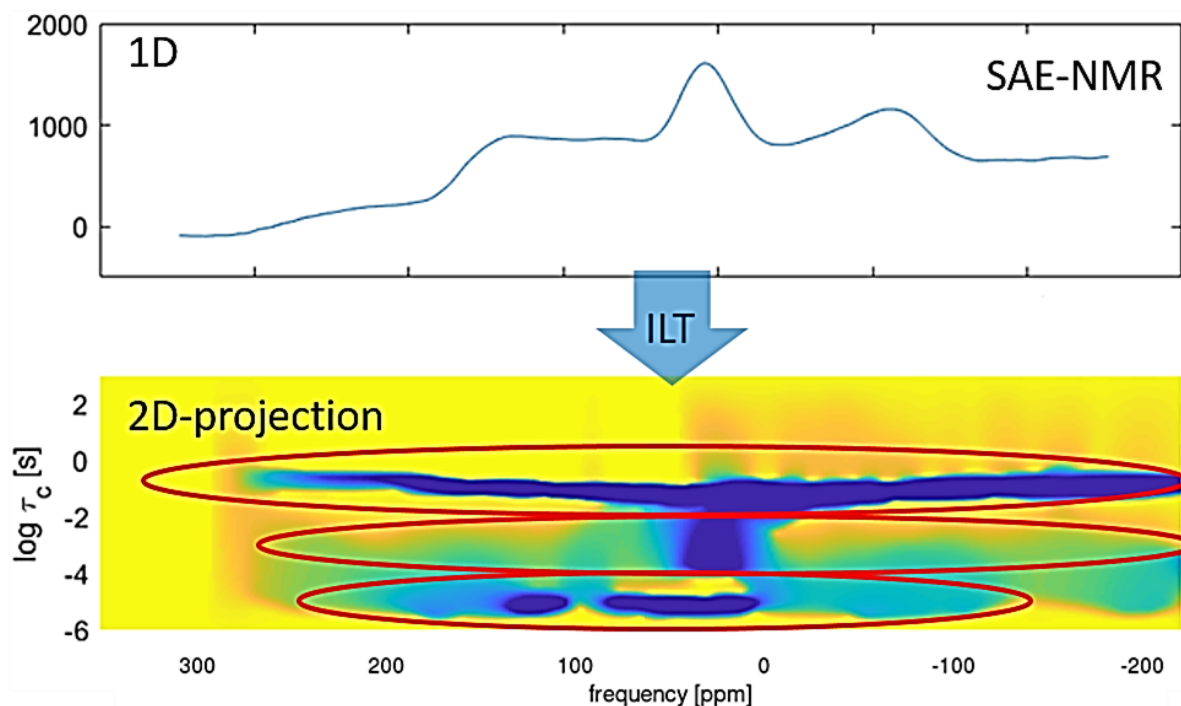 2000
1D
SAE-NMR
1000
0
ILT
2D-projection
2
0
-2
-4
-6
log τc [s]
300 200 100 0 -100 -200
frequency [ppm]